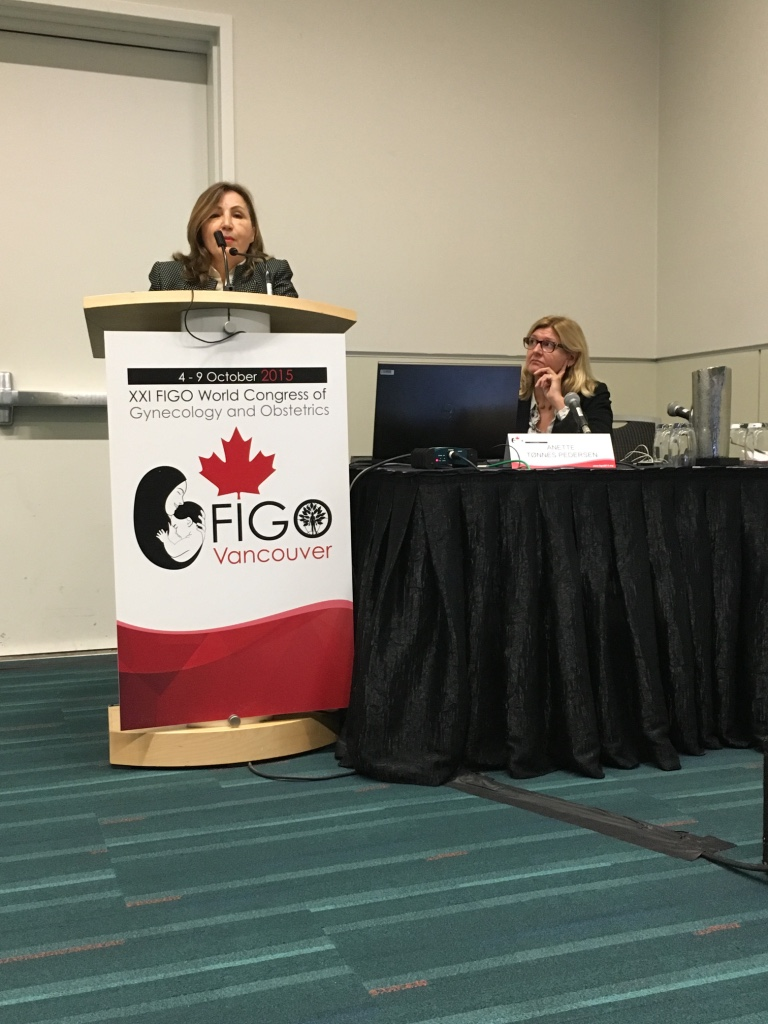 4 - 9 October 2015
XXI FIGO World Congress of
Gynecology and Obstetrics
FIGO
Vancouver
ANETTE
TONNES PEDERSEN